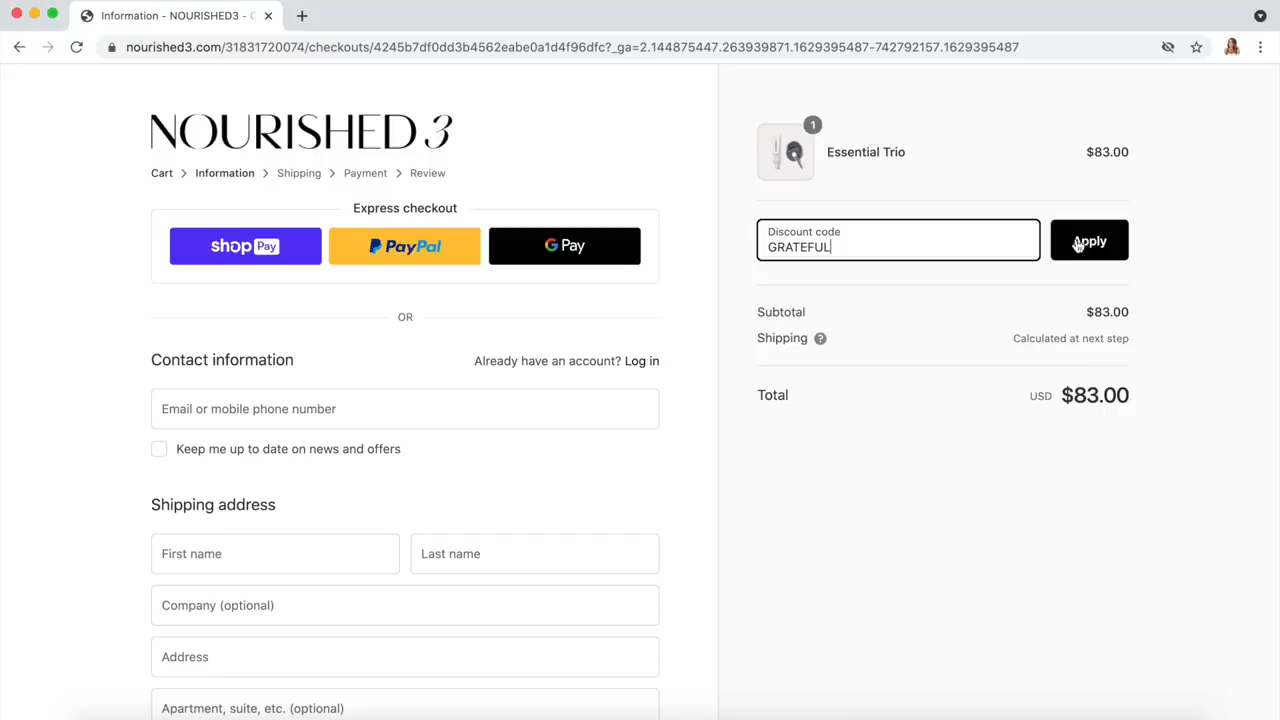 Information - NOURISHED3 - C
nourished3.com/31831720074/checkouts/4245b7df0dd3b4562eabe0a1d4f96dfc?_ga=2.144875447.263939871.1629395487-742792157.1629395487
NOURISHED 3
Cart > Information > Shipping > Payment > Review
Express checkout
shop Pay
PayPal
G Pay
OR
Contact information
Already have an account? Log in
Email or mobile phone number
Keep me up to date on news and offers
Shipping address
First name
Last name
Company (optional)
Address
Apartment, suite, etc. (optional)
1
Essential Trio
$83.00
Discount code
GRATEFUL
Apply
Subtotal
$83.00
Shipping ?
Calculated at next step
Total
USD $83.00